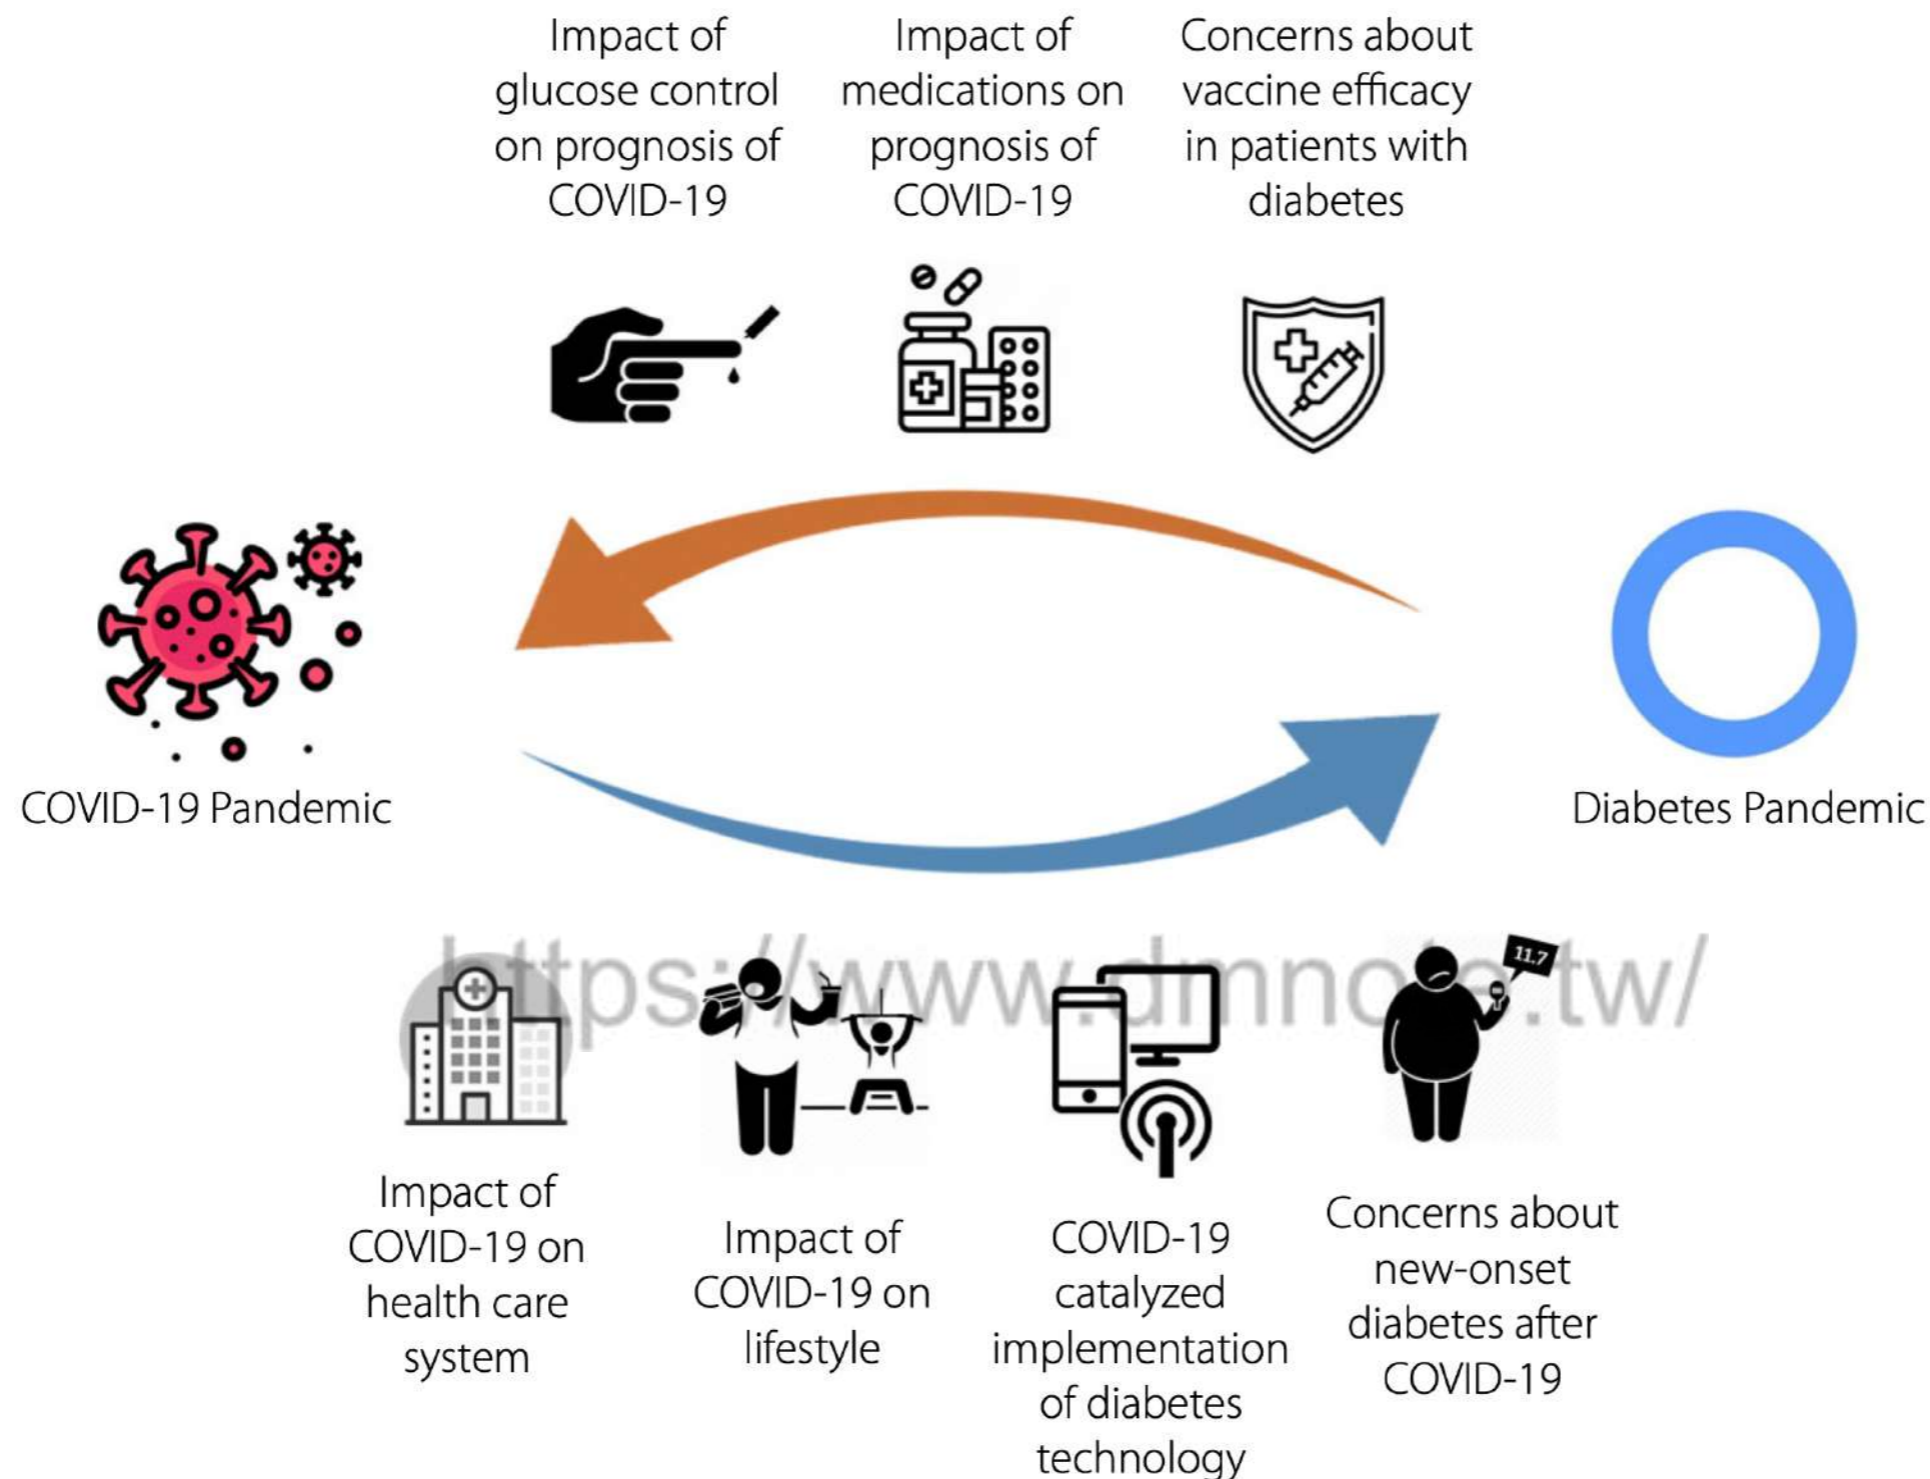 Impact of
glucose control
on prognosis of
COVID-19
Impact of
medications on
prognosis of
COVID-19
Concerns about
vaccine efficacy
in patients with
diabetes
COVID-19 Pandemic
Diabetes Pandemic
https://www.dmnote.tw/
11.7
Impact of
COVID-19 on
health care
system
Impact of
COVID-19 on
lifestyle
COVID-19
catalyzed
implementation
of diabetes
technology
Concerns about
new-onset
diabetes after
COVID-19